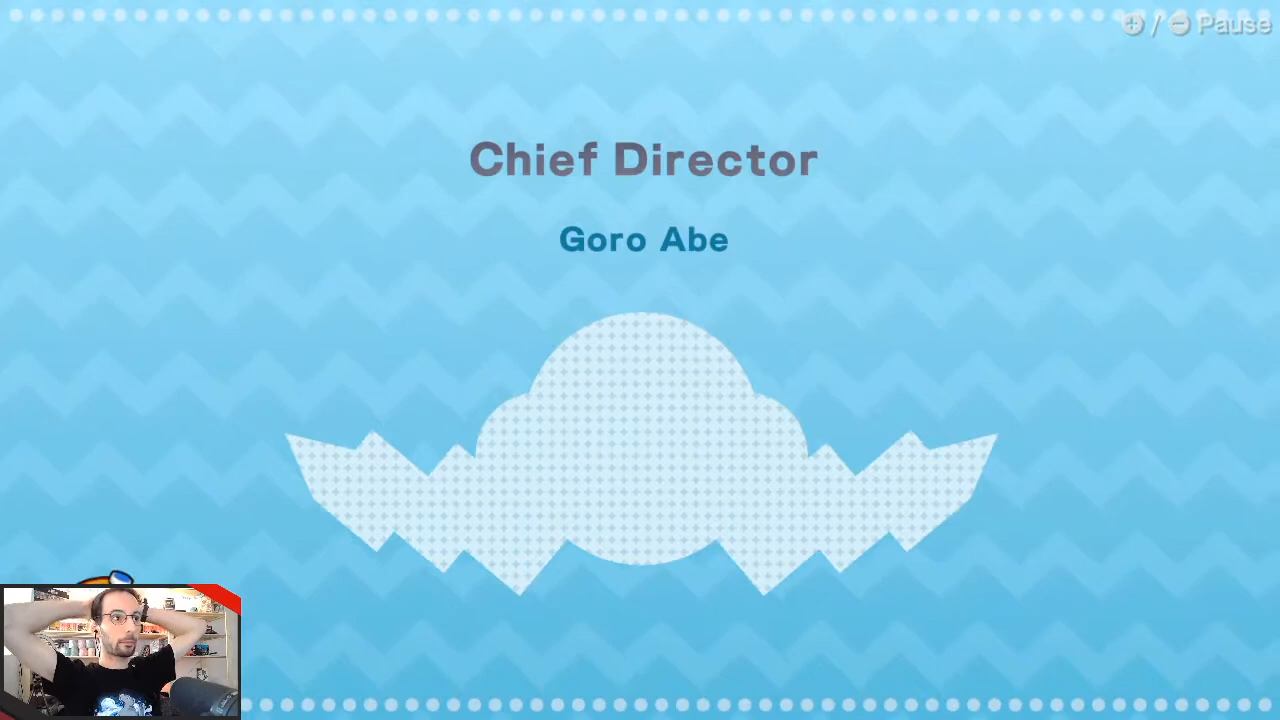 + / - Pause
Chief Director
Goro Abe